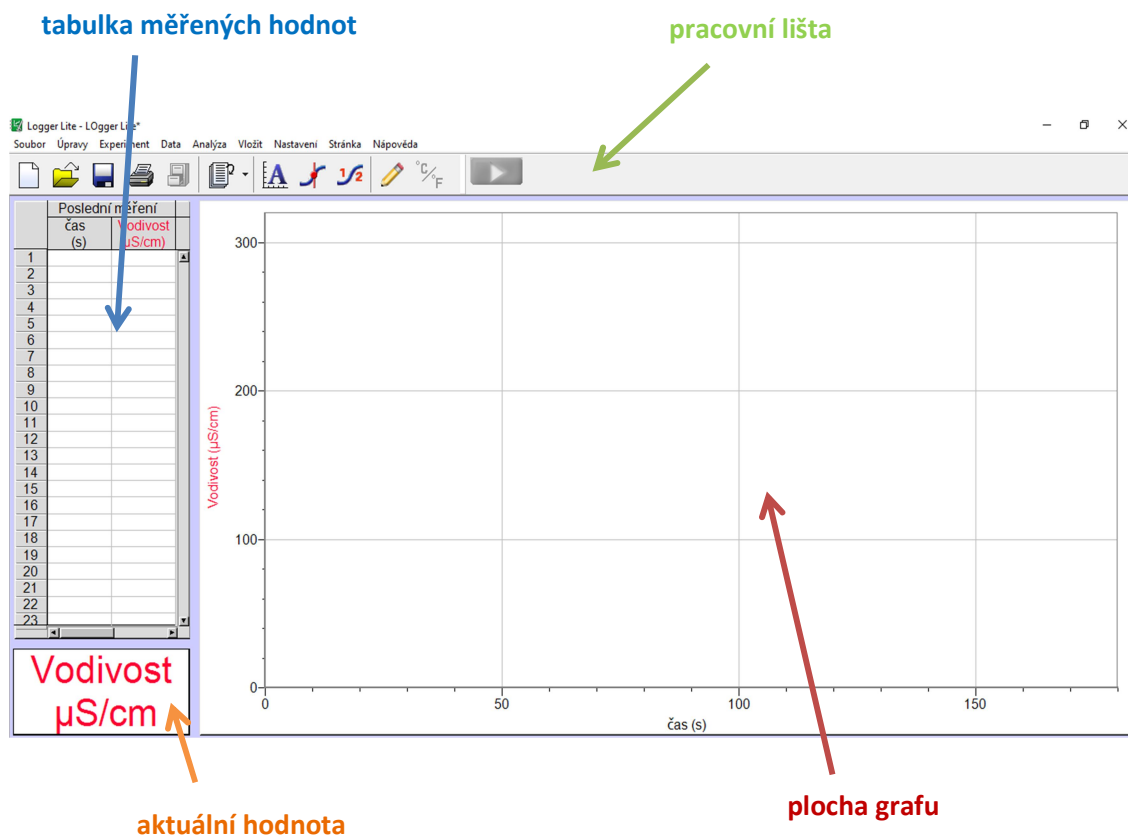 tabulka měřených hodnot
pracovní lišta
Logger Lite - LOgger Lite*
Soubor Úpravy Experiment Data Analýza Vložit Nastavení Stránka Nápověda
°C/°F
Poslední měření
čas Vodivost
(s) (µS/cm)
1
2
3
4
5
6
7
8
9
10
11
12
13
14
15
16
17
18
19
20
21
22
23
Vodivost
µS/cm
Vodivost (µS/cm)
300
200
100
0
0 50 100 150
čas (s)
aktuální hodnota
plocha grafu